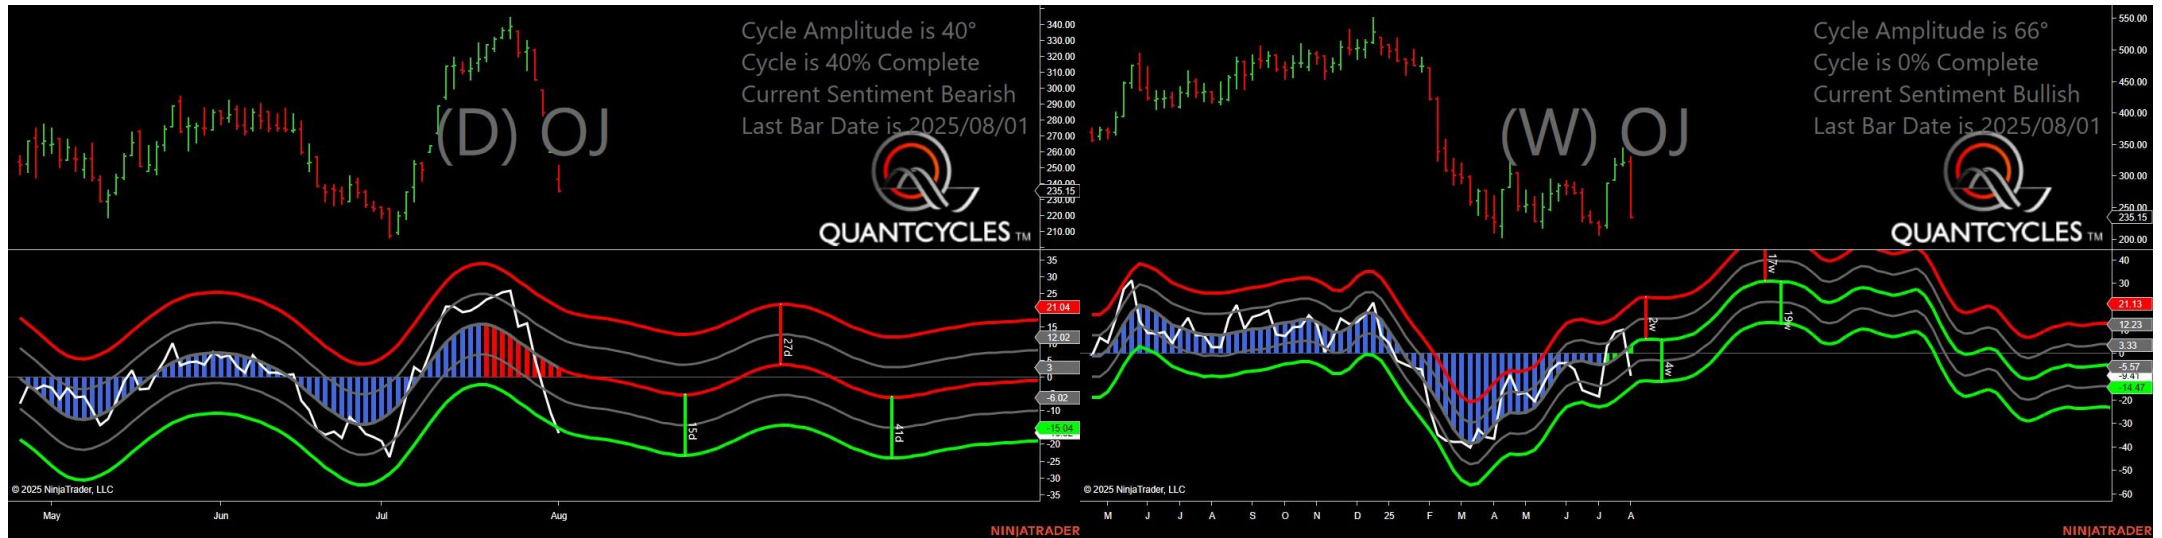 Cycle Amplitude is 40°
Cycle is 40% Complete
Current Sentiment Bearish
Last Bar Date is 2025/08/01
(D) OJ
QUANTCYCLES TM
340.00
330.00
320.00
310.00
300.00
290.00
280.00
270.00
260.00
250.00
240.00
235.15
230.00
220.00
210.00
35
30
25
21.04
15
12.02
3
0
-6.02
-10
-15.04
-20
-25
-30
-35
27d
15d
41d
© 2025 NinjaTrader, LLC
May Jun Jul Aug
NINJATRADER
Cycle Amplitude is 66°
Cycle is 0% Complete
Current Sentiment Bullish
Last Bar Date is 2025/08/01
(W) OJ
QUANTCYCLES TM
550.00
500.00
450.00
400.00
350.00
300.00
250.00
235.15
200.00
40
30
21.13
12.23
3.33
0
-5.57
-9.41
-14.47
-20
-30
-40
-50
-60
17w
2w
19w
4w
© 2025 NinjaTrader, LLC
M J J A S O N D 25 F M A M J J A
NINJATRADER